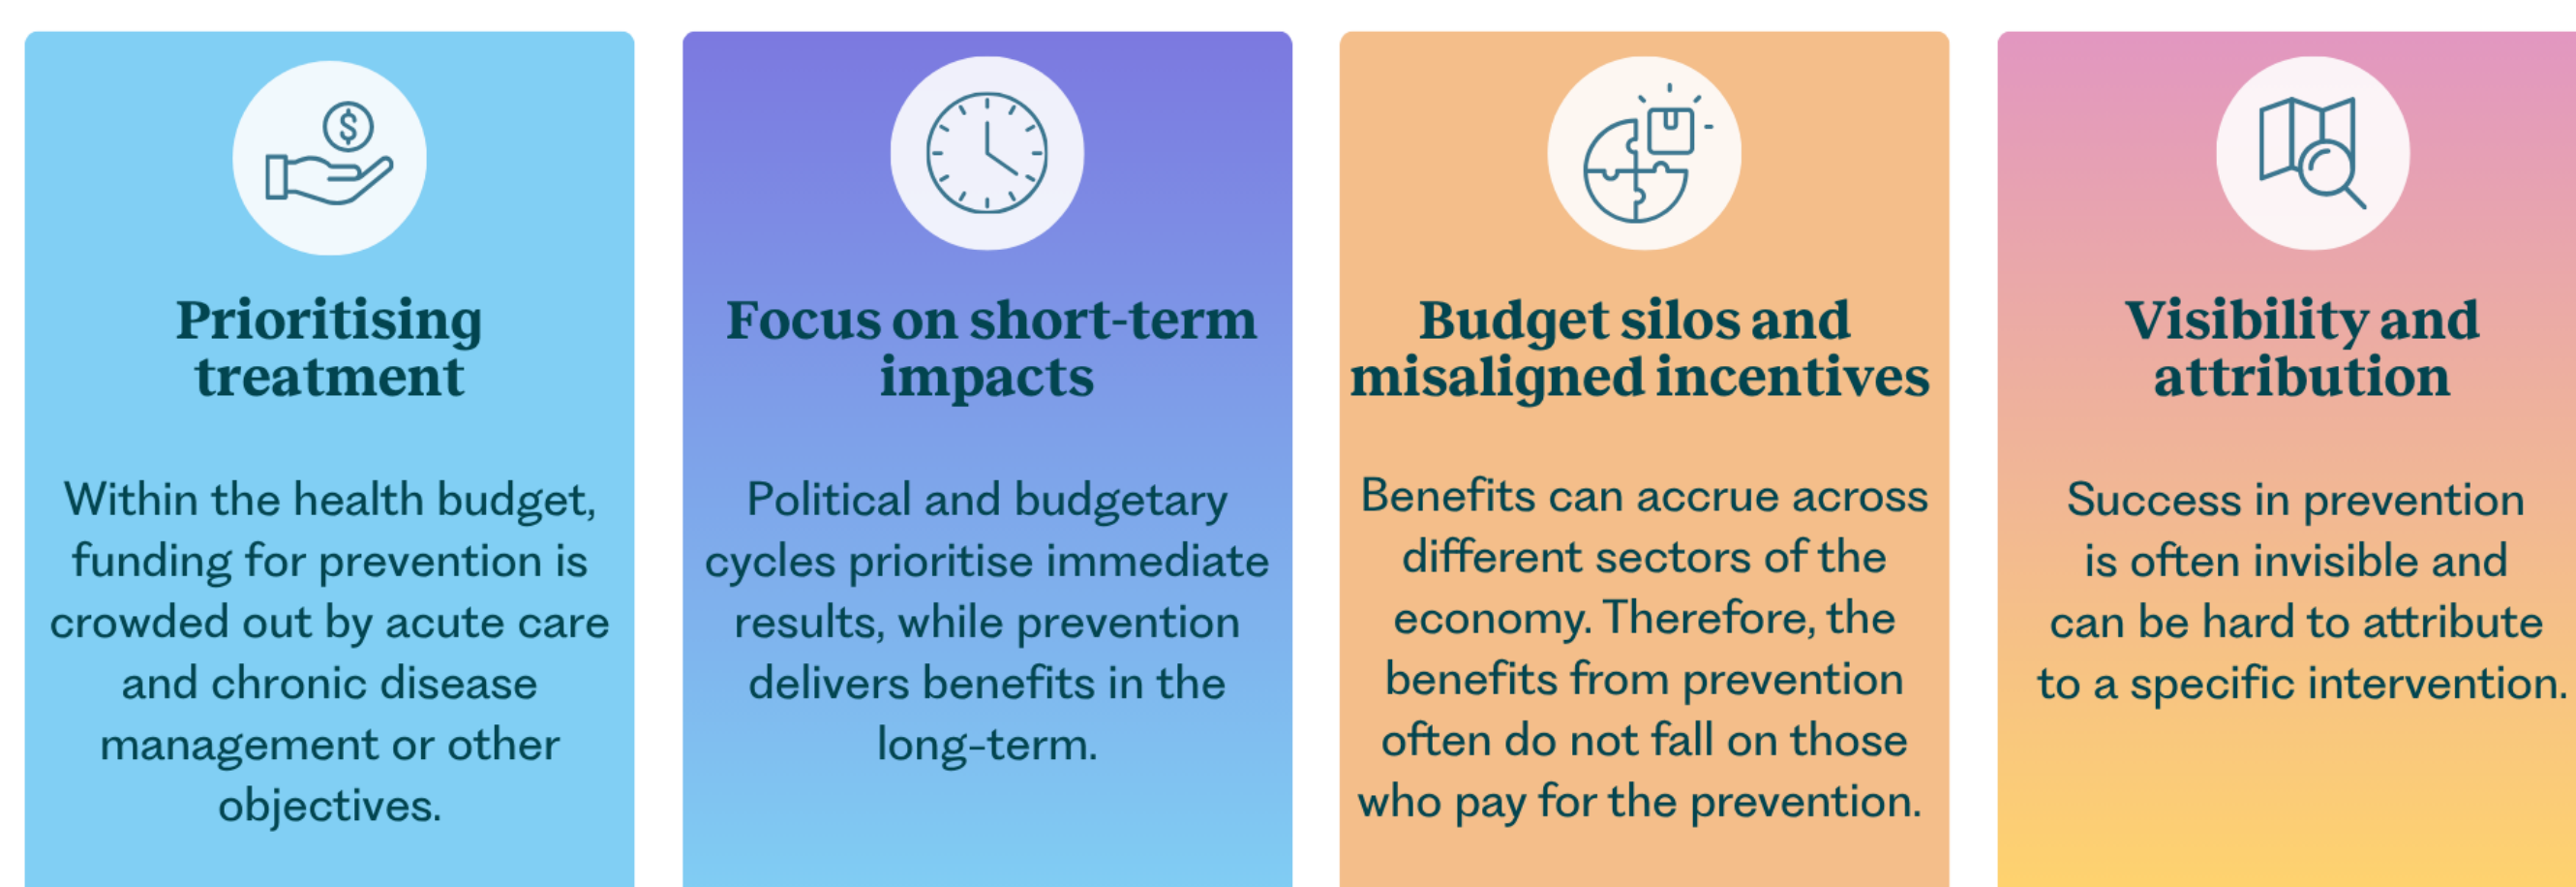 Prioritising
treatment
Within the health budget,
funding for prevention is
crowded out by acute care
and chronic disease
management or other
objectives.
Focus on short-term
impacts
Political and budgetary
cycles prioritise immediate
results, while prevention
delivers benefits in the
long-term.
Budget silos and
misaligned incentives
Benefits can accrue across
different sectors of the
economy. Therefore, the
benefits from prevention
often do not fall on those
who pay for the prevention.
Visibility and
attribution
Success in prevention
is often invisible and
can be hard to attribute
to a specific intervention.